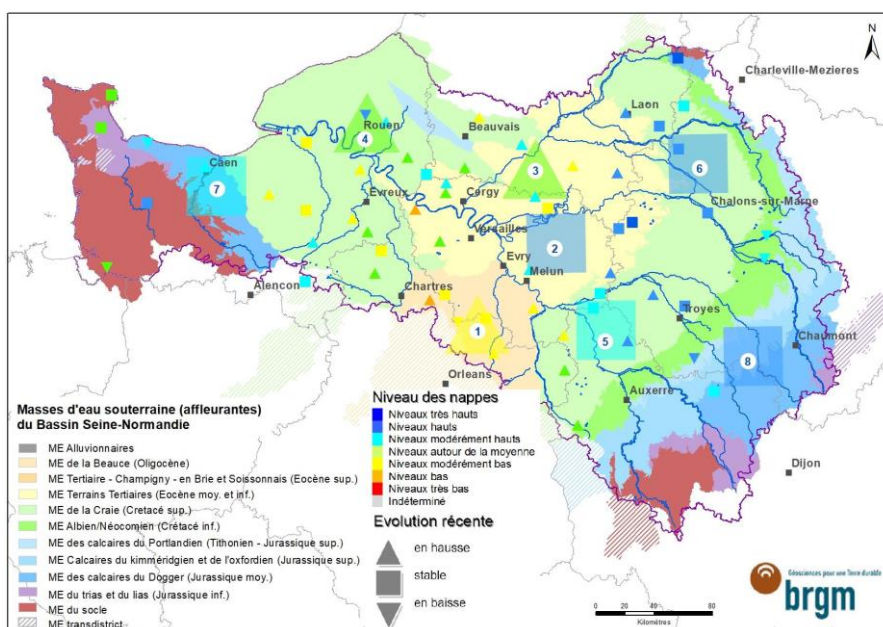 N
Charleville-Mezieres
Laon
Rouen
Beauvais
4
3
6
Caen
7
Evreux
Cergy
Chalons-sur-Marne
Versailles
2
Evry
Melun
Alencon
Chartres
Troyes
1
5
Chaumont
8
Orleans
Auxerre
Dijon
Masses d'eau souterraine (affleurantes)
du Bassin Seine-Normandie
ME Alluvionnaires
ME de la Beauce (Oligocène)
ME Tertiaire - Champigny - en Brie et Soissonnais (Eocène sup.)
ME Terrains Tertiaires (Eocène moy. et inf.)
ME de la Craie (Cretacé sup.)
ME Albien/Néocomien (Crétacé inf.)
ME des calcaires du Portlandien (Tithonien - Jurassique sup.)
ME Calcaires du kimméridgien et de l'oxfordien (Jurassique sup.)
ME des calcaires du Dogger (Jurassique moy.)
ME du trias et du lias (Jurassique inf.)
ME du socle
ME transdistrict
Niveau des nappes
Niveaux très hauts
Niveaux hauts
Niveaux modérément hauts
Niveaux autour de la moyenne
Niveaux modérément bas
Niveaux bas
Niveaux très bas
Indéterminé
Evolution récente
en hausse
stable
en baisse
0 20 40 80
Kilomètres
Géosciences pour une Terre durable
brgm